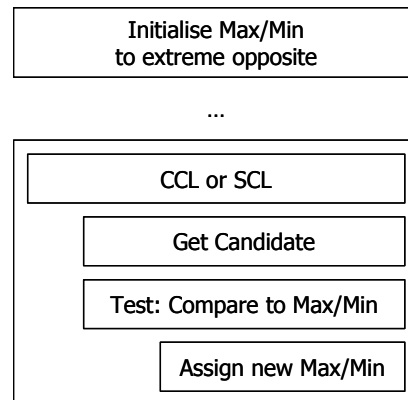 Initialise Max/Min
to extreme opposite
...
CCL or SCL
Get Candidate
Test: Compare to Max/Min
Assign new Max/Min